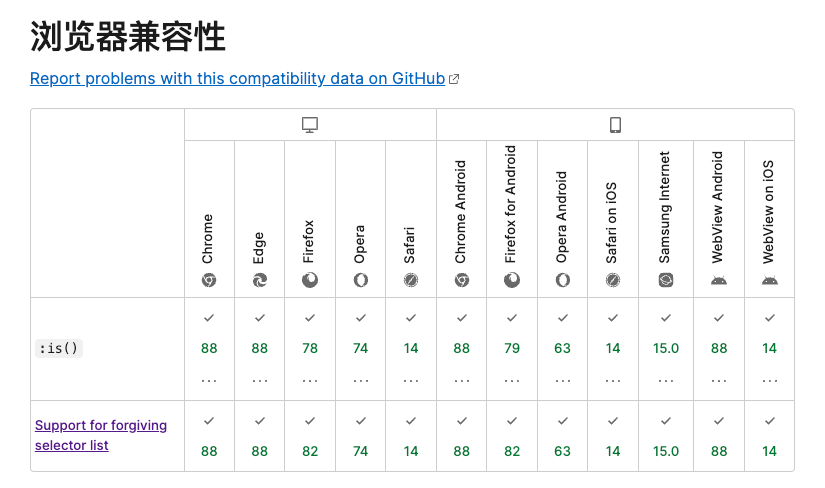 浏览器兼容性
Report problems with this compatibility data on GitHub
Chrome
Edge
Firefox
Opera
Safari
Chrome Android
Firefox for Android
Opera Android
Safari on iOS
Samsung Internet
WebView Android
WebView on iOS
:is()
88 88 78 74 14 88 79 63 14 15.0 88 14
... ... ... ... ... ... ... ... ... ... ... ...
Support for forgiving
selector list
88 88 82 74 14 88 82 63 14 15.0 88 14